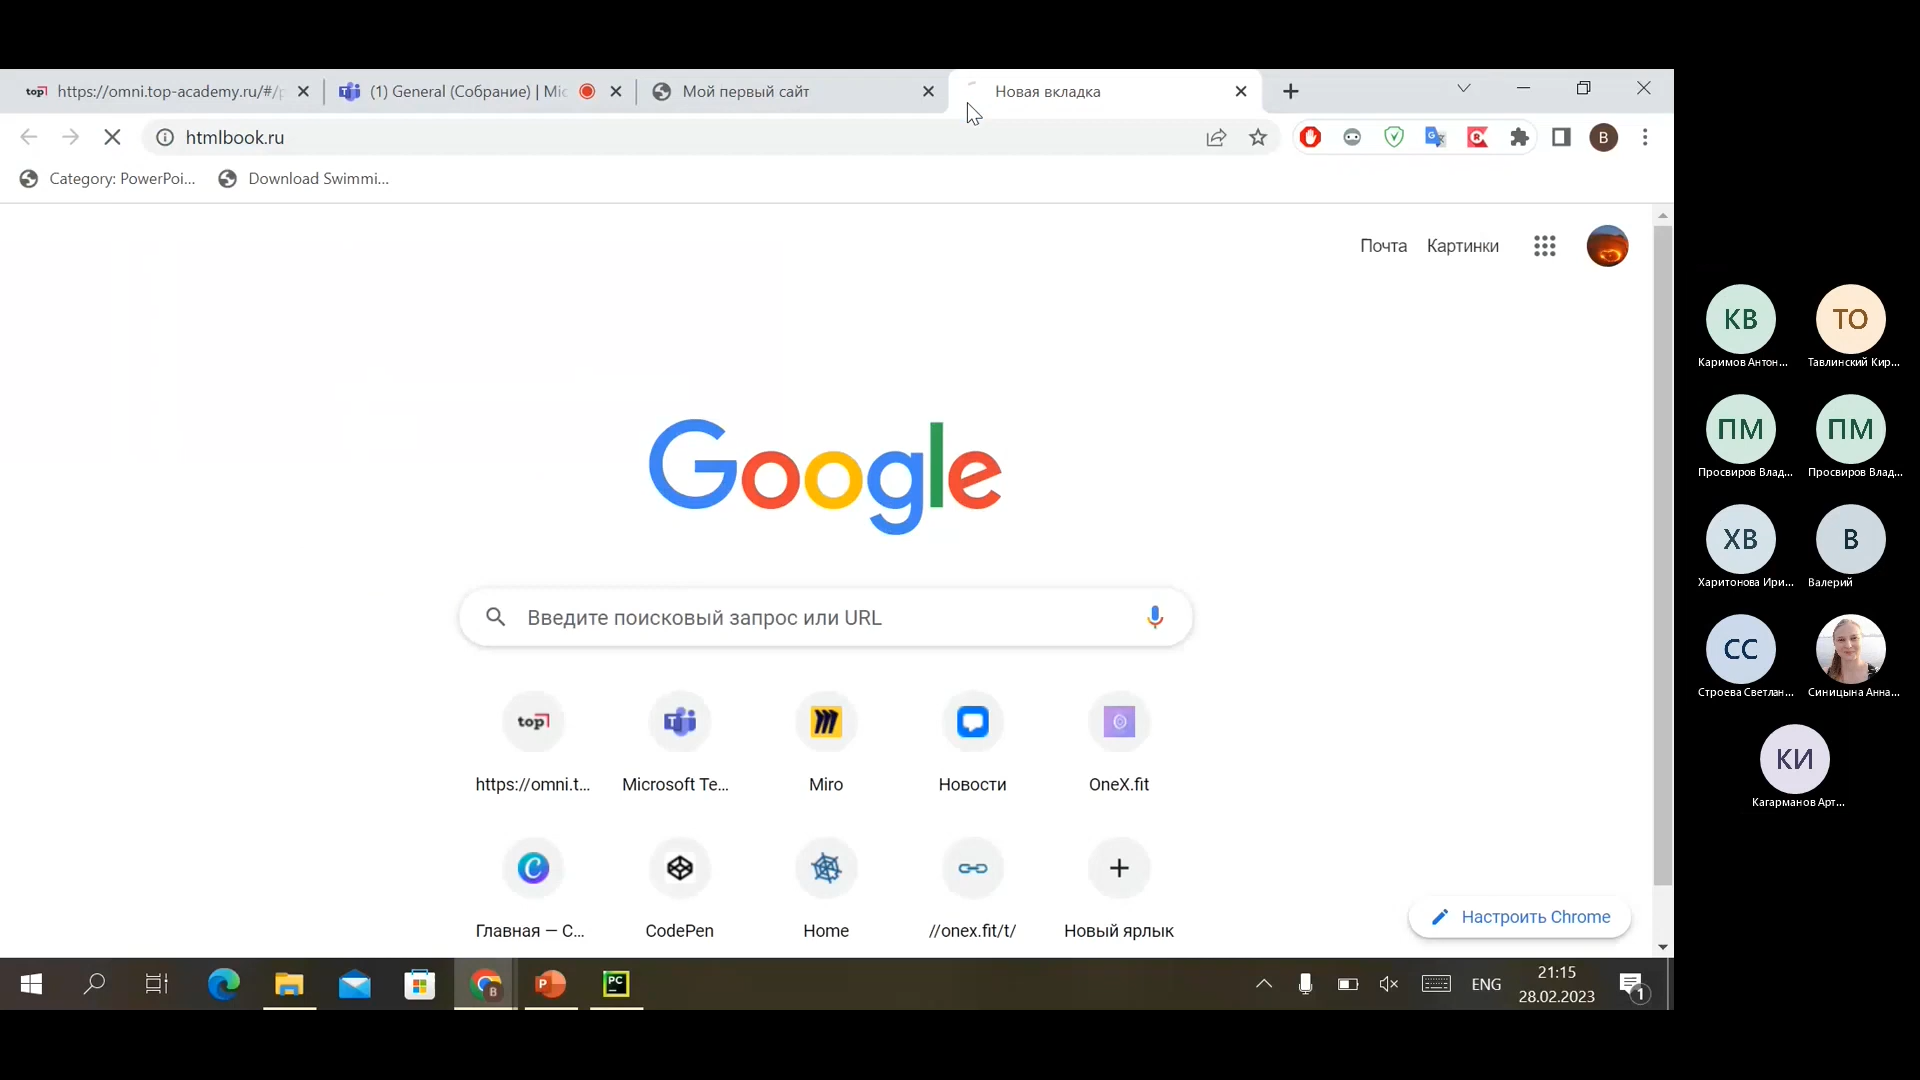 top https://omni.top-academy.ru/#/p
(1) General (Собрание) | Mic
Мой первый сайт
Новая вкладка
htmlbook.ru
B
Category: PowerPoi...
Download Swimmi...
Почта
Картинки
Google
Введите поисковый запрос или URL
top
https://omni.t...
Microsoft Te...
Miro
Новости
OneX.fit
Главная — C...
CodePen
Home
//onex.fit/t/
Новый ярлык
Настроить Chrome
ENG
21:15
28.02.2023
1
КВ
ТО
Каримов Антон...
Тавлинский Кир...
ПМ
ПМ
Просвиров Влад...
Просвиров Влад...
ХВ
В
Харитонова Ири...
Валерий
СС
Строева Светлан...
Синицына Анна...
КИ
Кагарманов Арт...